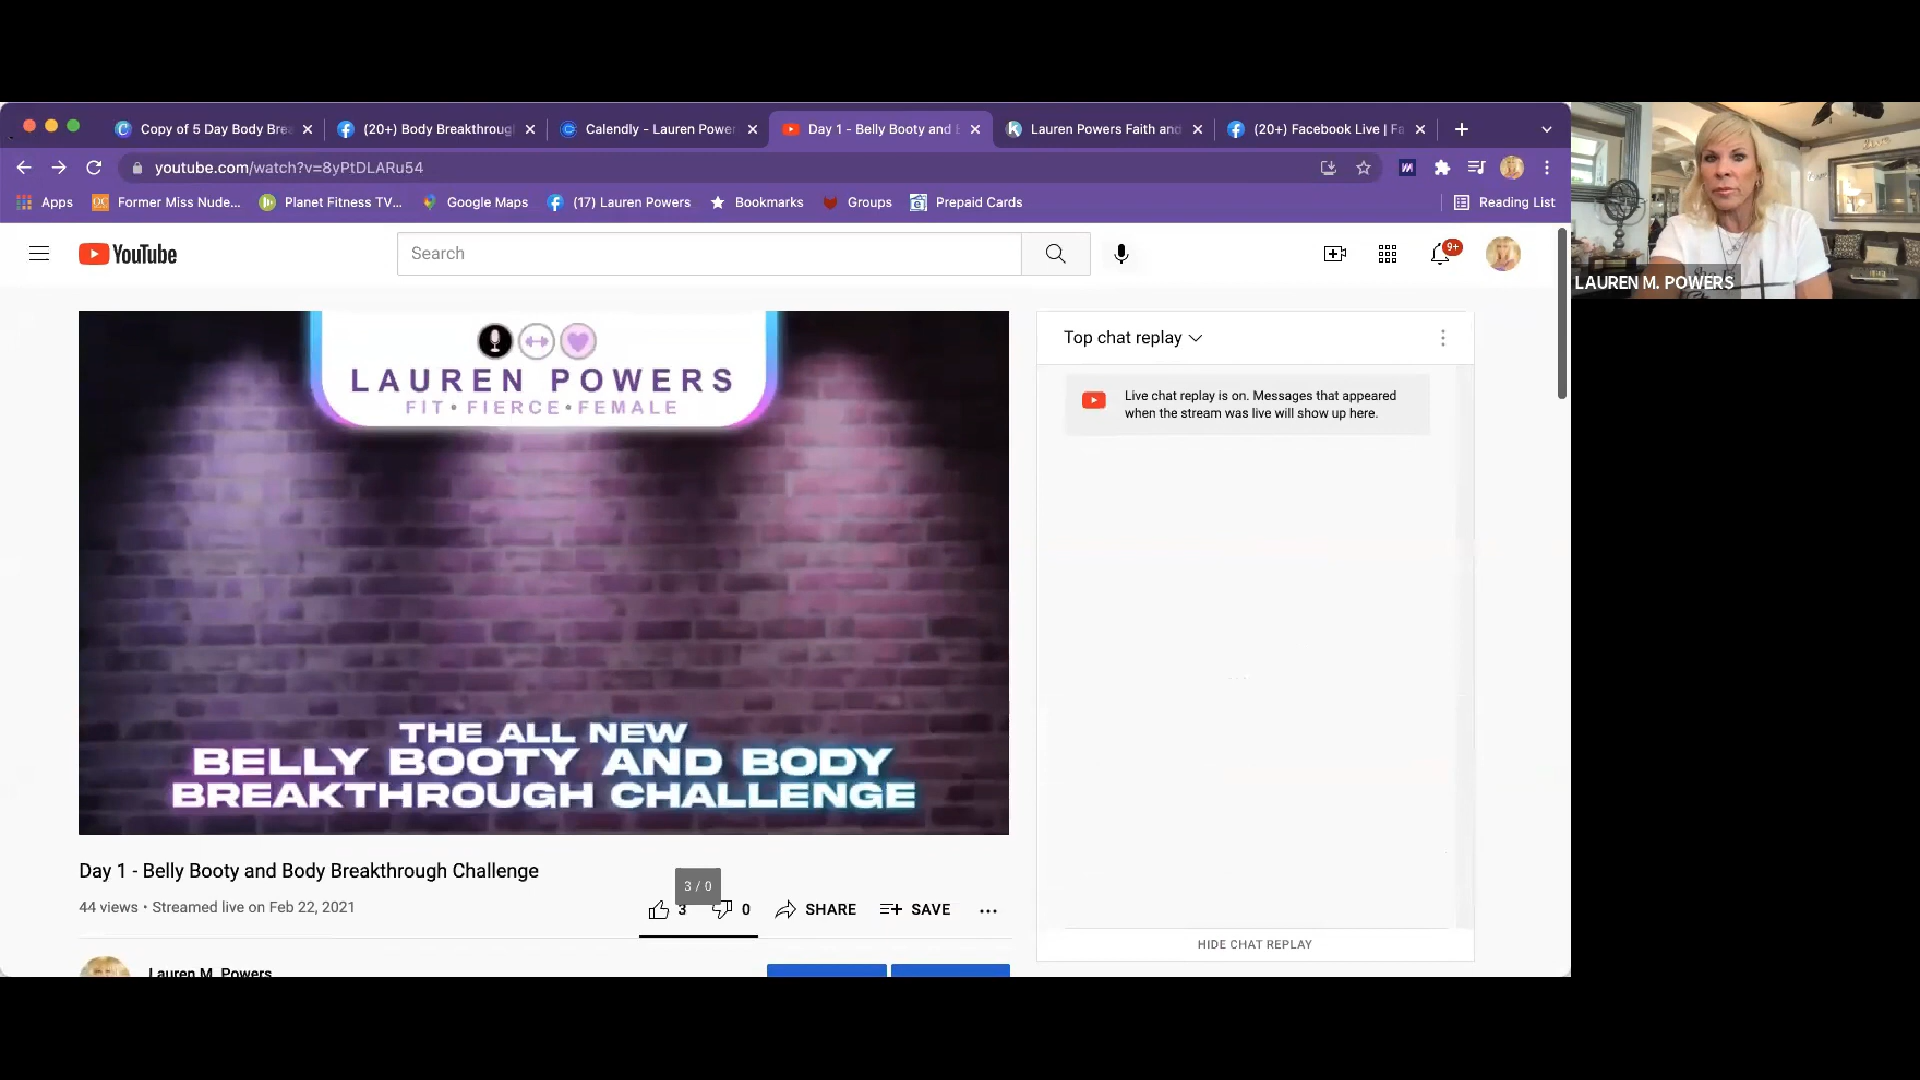 Copy of 5 Day Body Brea
(20+) Body Breakthroug
Calendly - Lauren Power
Day 1 - Belly Booty and B
Lauren Powers Faith and
(20+) Facebook Live | Fa
youtube.com/watch?v=8yPtDLARu54
Apps
Former Miss Nude...
Planet Fitness TV...
Google Maps
(17) Lauren Powers
Bookmarks
Groups
Prepaid Cards
Reading List
YouTube
Search
9+
LAUREN M. POWERS
LAUREN POWERS
FIT•FIERCE•FEMALE
THE ALL NEW
BELLY BOOTY AND BODY
BREAKTHROUGH CHALLENGE
Top chat replay
Live chat replay is on. Messages that appeared
when the stream was live will show up here.
HIDE CHAT REPLAY
Day 1 - Belly Booty and Body Breakthrough Challenge
44 views • Streamed live on Feb 22, 2021
3 / 0
3
0
SHARE
SAVE
Lauren M. Powers